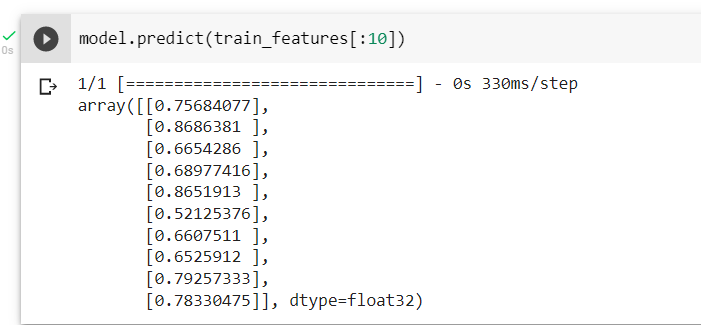 model.predict(train_features[:10])
0s
1/1 [==============================] - 0s 330ms/step
array([[0.75684077],
       [0.8686381 ],
       [0.6654286 ],
       [0.68977416],
       [0.8651913 ],
       [0.52125376],
       [0.6607511 ],
       [0.6525912 ],
       [0.79257333],
       [0.78330475]], dtype=float32)